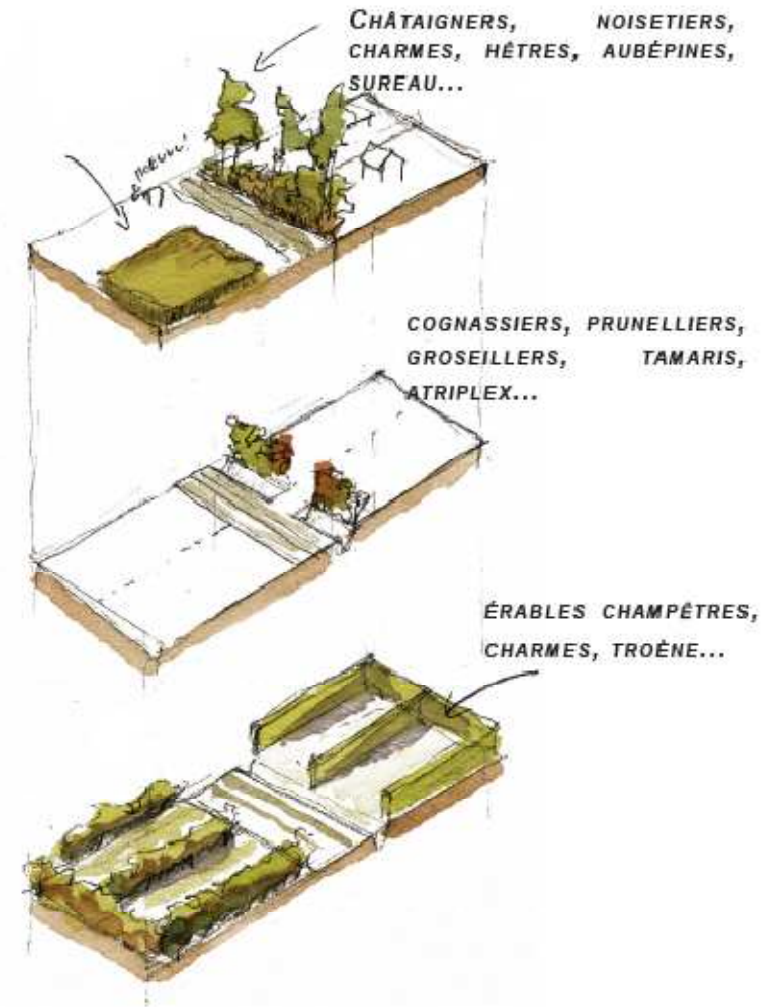 CHÂTAIGNERS, NOISETIERS,
CHARMES, HÊTRES, AUBÉPINES,
SUREAU...
COGNASSIERS, PRUNELLIERS,
GROSEILLERS, TAMARIS,
ATRIPLEX...
ÉRABLES CHAMPÊTRES,
CHARMES, TROÈNE...